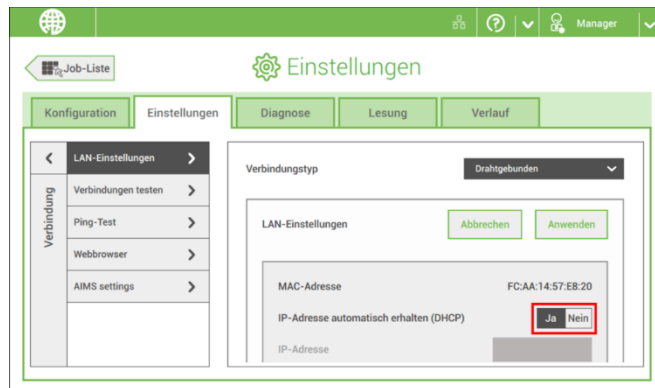 Manager
Job-Liste
Einstellungen
Konfiguration
Einstellungen
Diagnose
Lesung
Verlauf
Verbindung
LAN-Einstellungen
Verbindungen testen
Ping-Test
Webbrowser
AIMS settings
Verbindungstyp
Drahtgebunden
LAN-Einstellungen
Abbrechen
Anwenden
MAC-Adresse
FC:AA:14:57:E8:20
IP-Adresse automatisch erhalten (DHCP)
Ja Nein
IP-Adresse